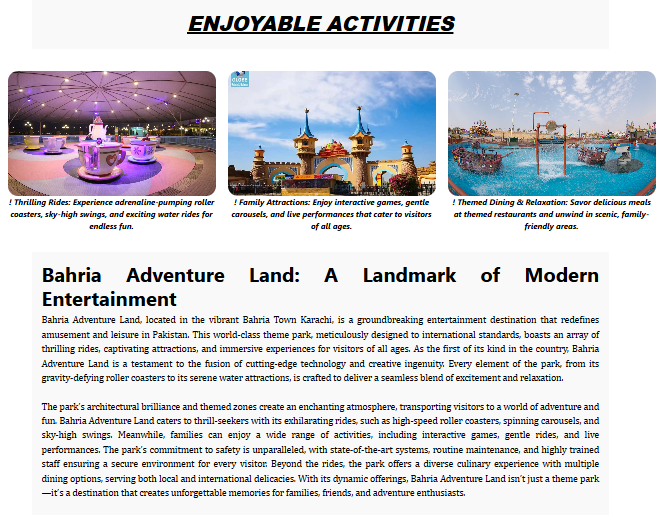 ENJOYABLE ACTIVITIES
! Thrilling Rides: Experience adrenaline-pumping roller
coasters, sky-high swings, and exciting water rides for
endless fun.
! Family Attractions: Enjoy interactive games, gentle
carousels, and live performances that cater to visitors
of all ages.
! Themed Dining & Relaxation: Savor delicious meals
at themed restaurants and unwind in scenic, family-
friendly areas.
Bahria Adventure Land: A Landmark of Modern
Entertainment
Bahria Adventure Land, located in the vibrant Bahria Town Karachi, is a groundbreaking entertainment destination that redefines
amusement and leisure in Pakistan. This world-class theme park, meticulously designed to international standards, boasts an array of
thrilling rides, captivating attractions, and immersive experiences for visitors of all ages. As the first of its kind in the country, Bahria
Adventure Land is a testament to the fusion of cutting-edge technology and creative ingenuity. Every element of the park, from its
gravity-defying roller coasters to its serene water attractions, is crafted to deliver a seamless blend of excitement and relaxation.
The park's architectural brilliance and themed zones create an enchanting atmosphere, transporting visitors to a world of adventure and
fun. Bahria Adventure Land caters to thrill-seekers with its exhilarating rides, such as high-speed roller coasters, spinning carousels, and
sky-high swings. Meanwhile, families can enjoy a wide range of activities, including interactive games, gentle rides, and live
performances. The park's commitment to safety is unparalleled, with state-of-the-art systems, routine maintenance, and highly trained
staff ensuring a secure environment for every visitor. Beyond the rides, the park offers a diverse culinary experience with multiple
dining options, serving both local and international delicacies. With its dynamic offerings, Bahria Adventure Land isn't just a theme park
—it's a destination that creates unforgettable memories for families, friends, and adventure enthusiasts.